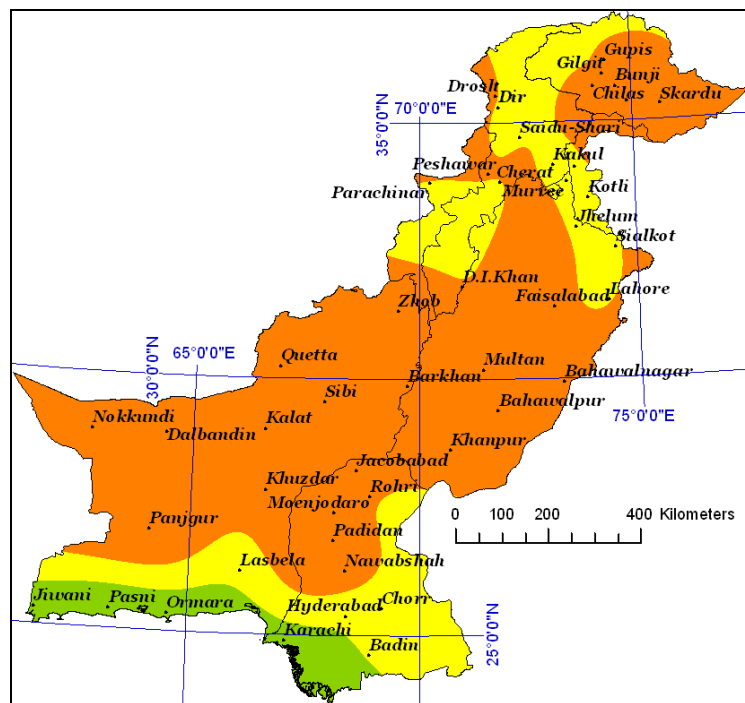 Gupis
Gilgit
Bunji
Drosh
Chilas
Skardu
Dir
70°0'0"E
35°0'0"N
Saidu-Shari
Kakul
Peshawar
Cherat
Parachinar
Murree
Kotli
Jhelum
Sialkot
D.I.Khan
Lahore
Faisalabad
Zhob
Quetta
Multan
65°0'0"E
30°0'0"N
Barkhan
Bahawalnagar
Sibi
Bahawalpur
75°0'0"E
Nokkundi
Dalbandin
Kalat
Khanpur
Jacobabad
Khuzdar
Rohri
Moenjodaro
0 50 100 200 400 Kilometers
Panjgur
Padidan
Lasbela
Nawabshah
Jiwani
Pasni
Ormara
Hyderabad
Chorr
Karachi
25°0'0"N
Badin